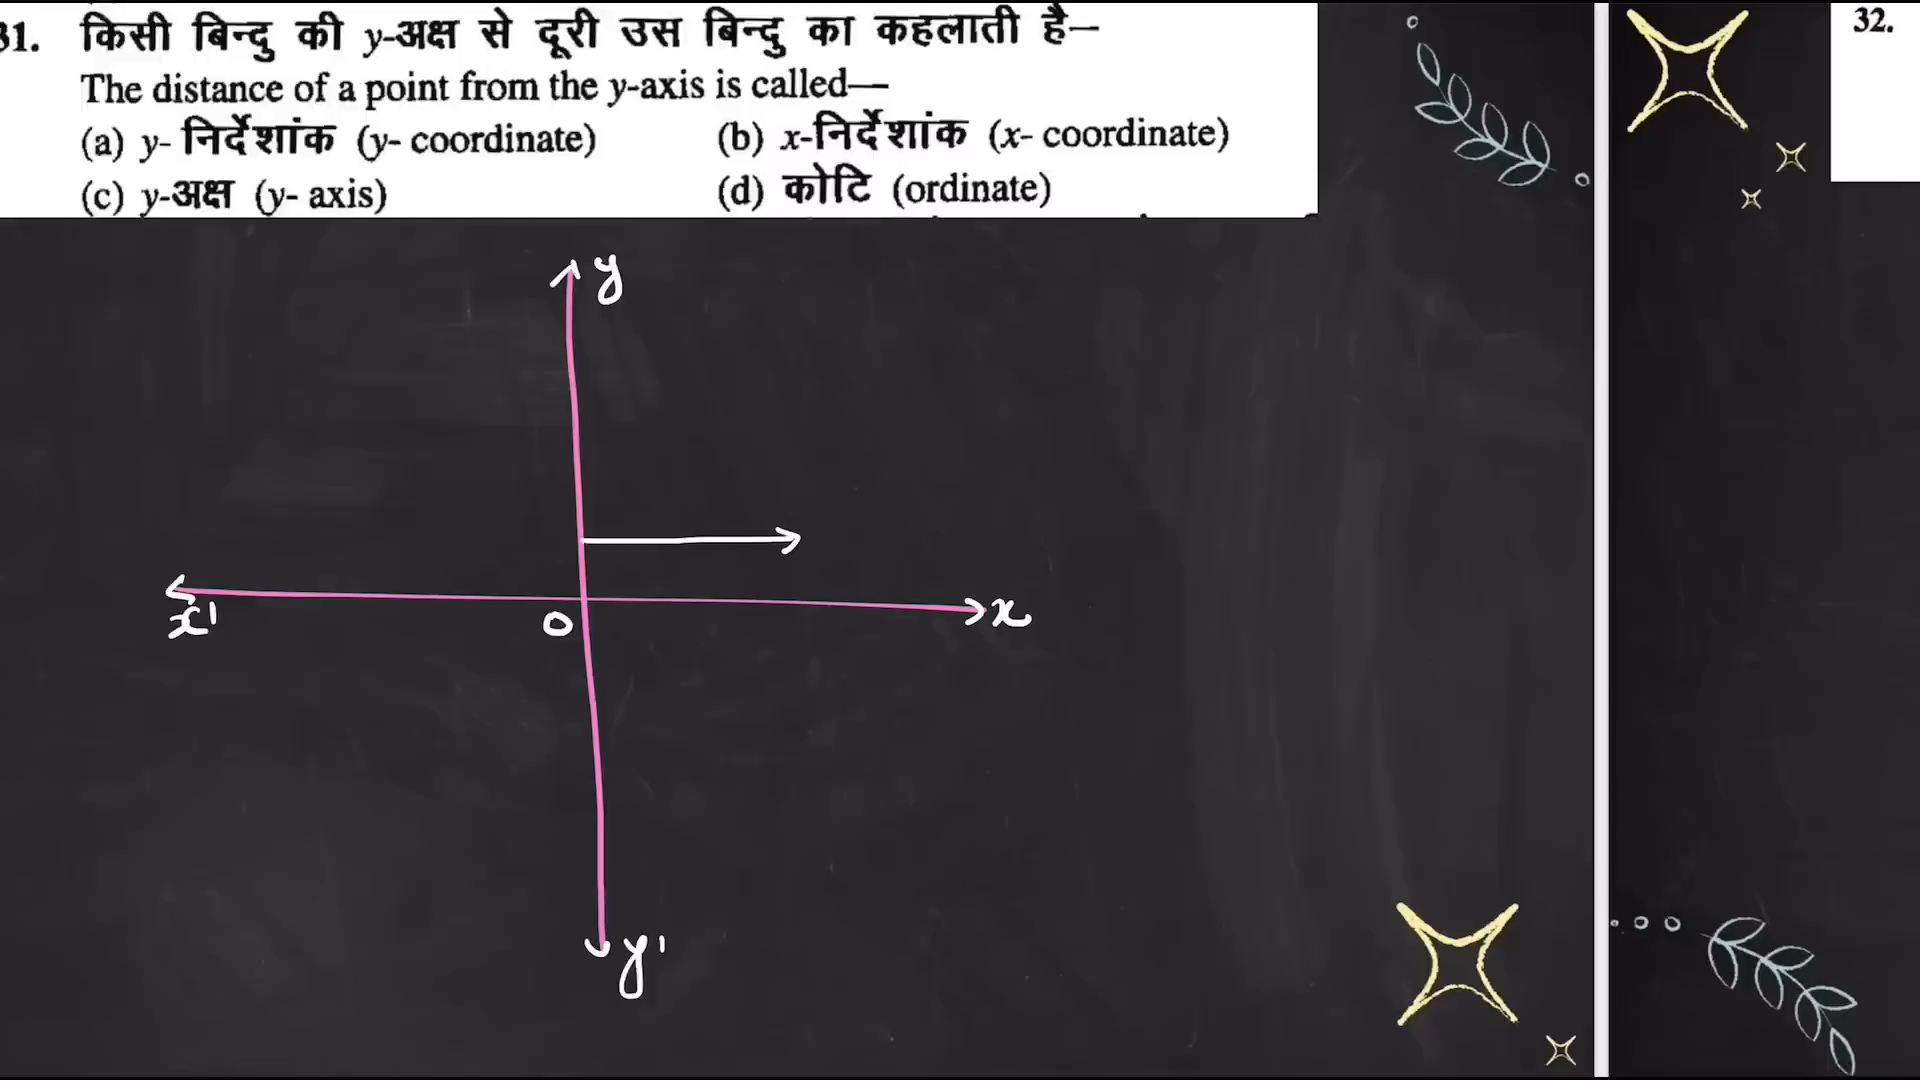 31. किसी बिन्दु की y-अक्ष से दूरी उस बिन्दु का कहलाती है—
The distance of a point from the y-axis is called—
(a) y- निर्देशांक (y- coordinate) (b) x-निर्देशांक (x- coordinate)
(c) y-अक्ष (y- axis) (d) कोटि (ordinate)
32.
y
x'
O
x
y'